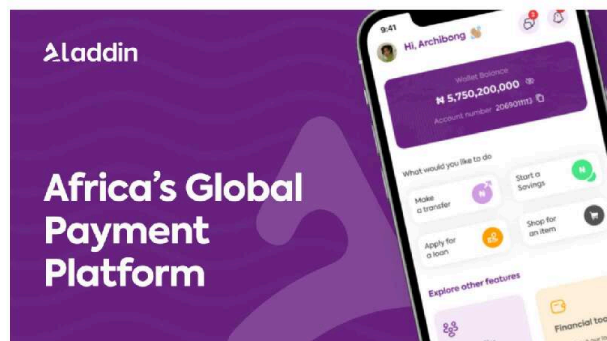 Aladdin
Africa's Global
Payment
Platform
9:41
Hi, Archibong 👋
Wallet Balance
₦ 5,750,200,000
Account number
What would you like to do
Make
a transfer
Start a
Savings
Apply for
a loan
Shop for
an item
Explore other features
Financial too